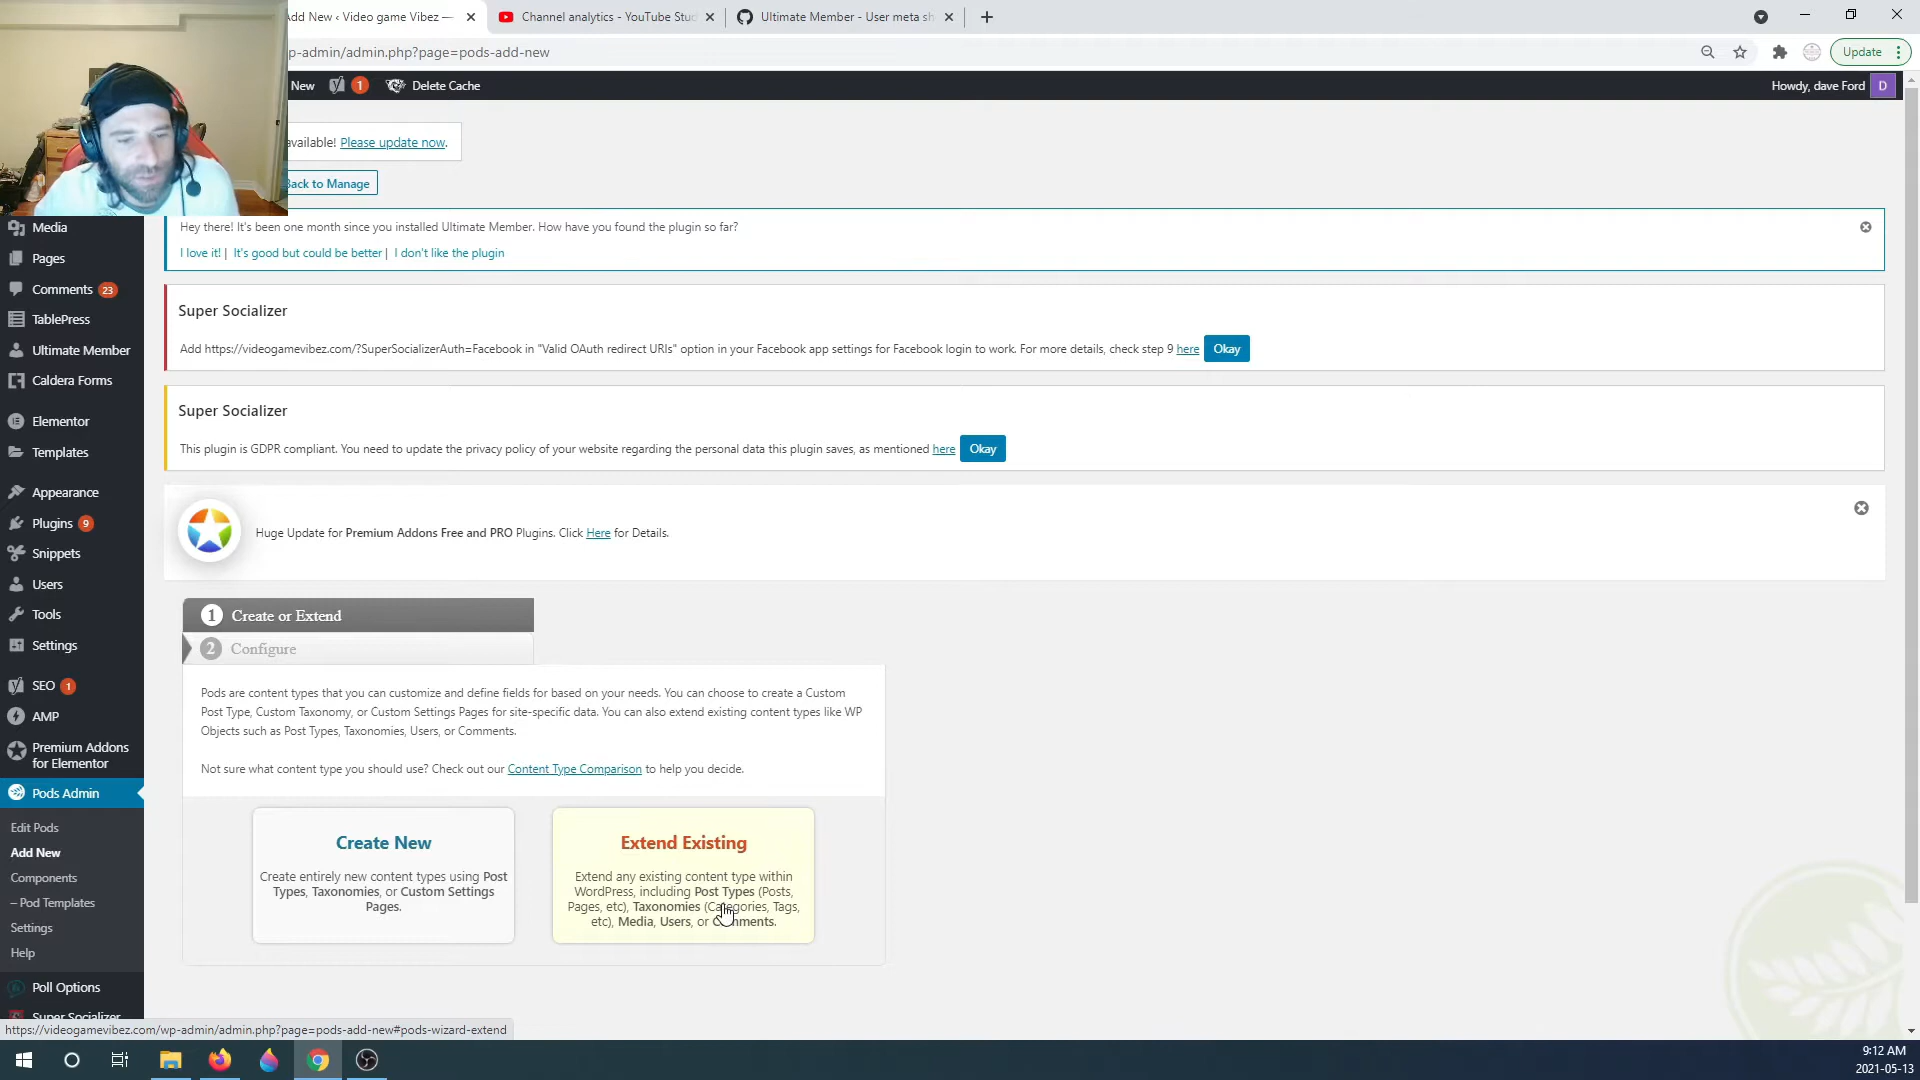 Add New ‹ Video game Vibez —
Channel analytics - YouTube Stud
Ultimate Member - User meta sh
p-admin/admin.php?page=pods-add-new
Update
New
1
Delete Cache
Howdy, dave Ford
D
available! Please update now.
Back to Manage
Hey there! It's been one month since you installed Ultimate Member. How have you found the plugin so far?
I love it! | It's good but could be better | I don't like the plugin
Super Socializer
Add https://videogamevibez.com/?SuperSocializerAuth=Facebook in "Valid OAuth redirect URIs" option in your Facebook app settings for Facebook login to work. For more details, check step 9 here
Okay
Super Socializer
This plugin is GDPR compliant. You need to update the privacy policy of your website regarding the personal data this plugin saves, as mentioned here
Okay
Huge Update for Premium Addons Free and PRO Plugins. Click Here for Details.
Media
Pages
Comments 23
TablePress
Ultimate Member
Caldera Forms
Elementor
Templates
Appearance
Plugins 9
Snippets
Users
Tools
Settings
SEO 1
AMP
Premium Addons
for Elementor
Pods Admin
Edit Pods
Add New
Components
– Pod Templates
Settings
Help
Poll Options
Super Socializer
1 Create or Extend
2 Configure
Pods are content types that you can customize and define fields for based on your needs. You can choose to create a Custom
Post Type, Custom Taxonomy, or Custom Settings Pages for site-specific data. You can also extend existing content types like WP
Objects such as Post Types, Taxonomies, Users, or Comments.
Not sure what content type you should use? Check out our Content Type Comparison to help you decide.
Create New
Create entirely new content types using Post
Types, Taxonomies, or Custom Settings
Pages.
Extend Existing
Extend any existing content type within
WordPress, including Post Types (Posts,
Pages, etc), Taxonomies (Categories, Tags,
etc), Media, Users, or Comments.
https://videogamevibez.com/wp-admin/admin.php?page=pods-add-new#pods-wizard-extend
9:12 AM
2021-05-13